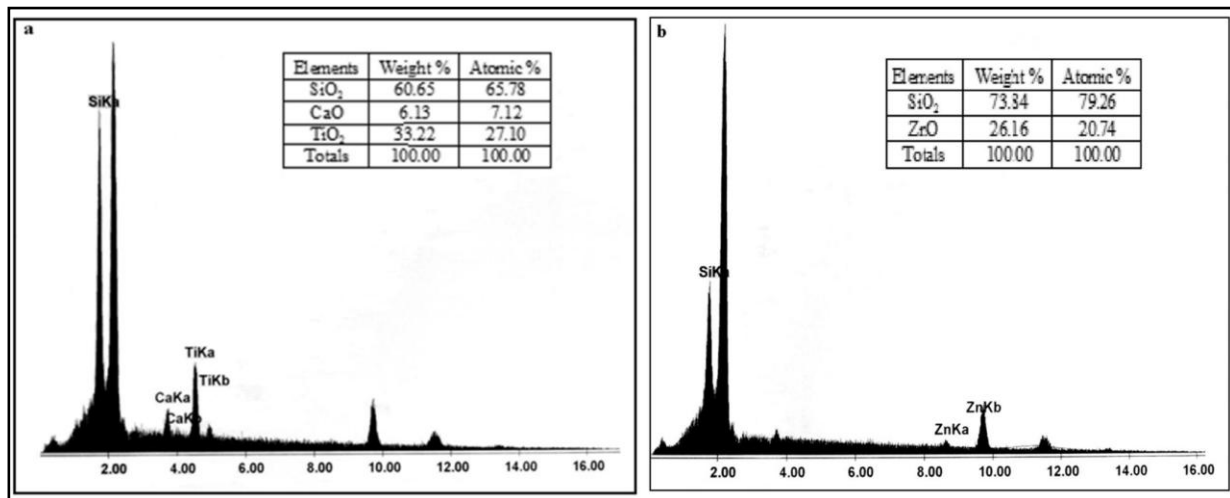 a
Elements Weight % Atomic %
SiO₂ 60.65 65.78
CaO 6.13 7.12
TiO₂ 33.22 27.10
Totals 100.00 100.00
SiKa
TiKa
TiKb
CaKa
CaKb
2.00 4.00 6.00 8.00 10.00 12.00 14.00 16.00
b
Elements Weight % Atomic %
SiO₂ 73.84 79.26
ZnO 26.16 20.74
Totals 100 00 100.00
SiKa
ZnKb
ZnKa
2.00 4.00 6.00 8.00 10.00 12.00 14.00 16.00